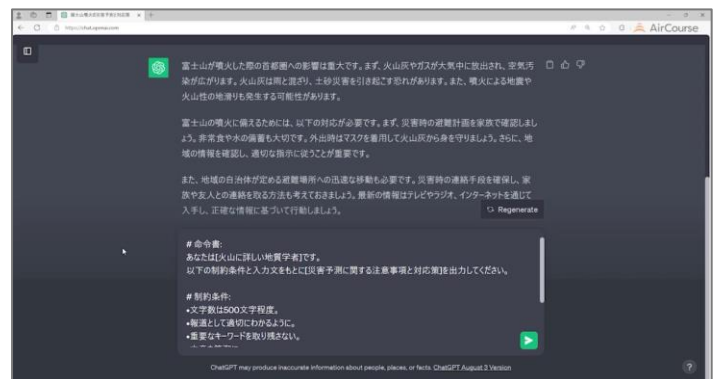 https://chat.openai.com
AirCourse
富士山が噴火した際の首都圏への影響は重大です。まず、火山灰やガスが大気中に放出され、空気汚
染が広がります。火山灰は雨と混ざり、土砂災害を引き起こす恐れがあります。また、噴火による地震や
火山性の地滑りも発生する可能性があります。
富士山の噴火に備えるためには、以下の対応が必要です。まず、災害時の避難計画を家族で確認しまし
ょう。非常食や水の備蓄も大切です。外出時はマスクを着用して火山灰から身を守りましょう。さらに、地
域の情報を確認し、適切な指示に従うことが重要です。
また、地域の自治体が定める避難場所への迅速な移動も必要です。災害時の連絡手段を確保し、家
族や友人との連絡を取る方法も考えておきましょう。最新の情報はテレビやラジオ、インターネットを通じて
入手し、正確な情報に基づいて行動しましょう。
Regenerate
# 命令書:
あなたは[火山に詳しい地質学者]です。
以下の制約条件と入力文をもとに[災害予測に関する注意事項と対応策]を出力してください。
# 制約条件:
•文字数は500文字程度。
•報道として適切にわかるように。
•重要なキーワードを取り残さない。
ChatGPT may produce inaccurate information about people, places, or facts. ChatGPT August 3 Version